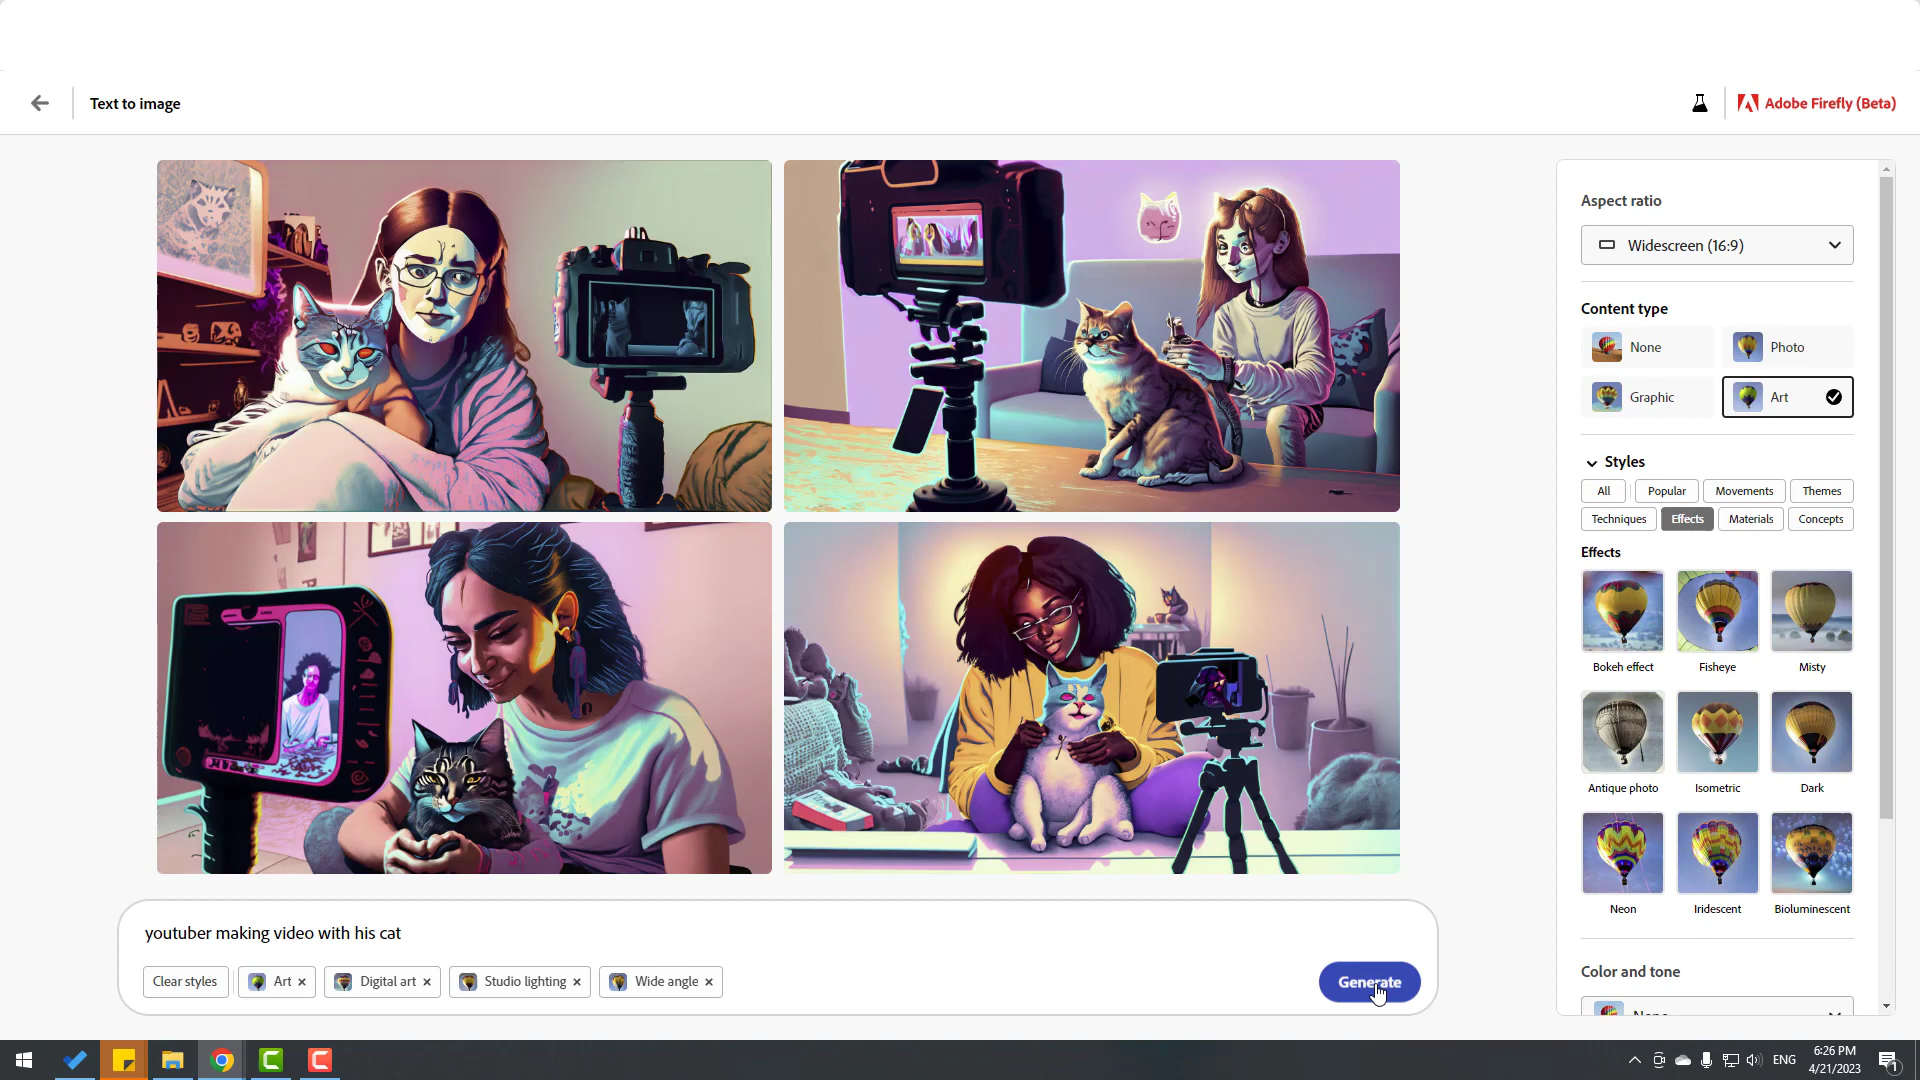 Text to image
Adobe Firefly (Beta)
Aspect ratio
Widescreen (16:9)
Content type
None
Photo
Graphic
Art
Styles
All
Popular
Movements
Themes
Techniques
Effects
Materials
Concepts
Effects
Bokeh effect
Fisheye
Misty
Antique photo
Isometric
Dark
Neon
Iridescent
Bioluminescent
Color and tone
youtuber making video with his cat
Clear styles
Art
Digital art
Studio lighting
Wide angle
Generate
ENG
6:26 PM
4/21/2023
1